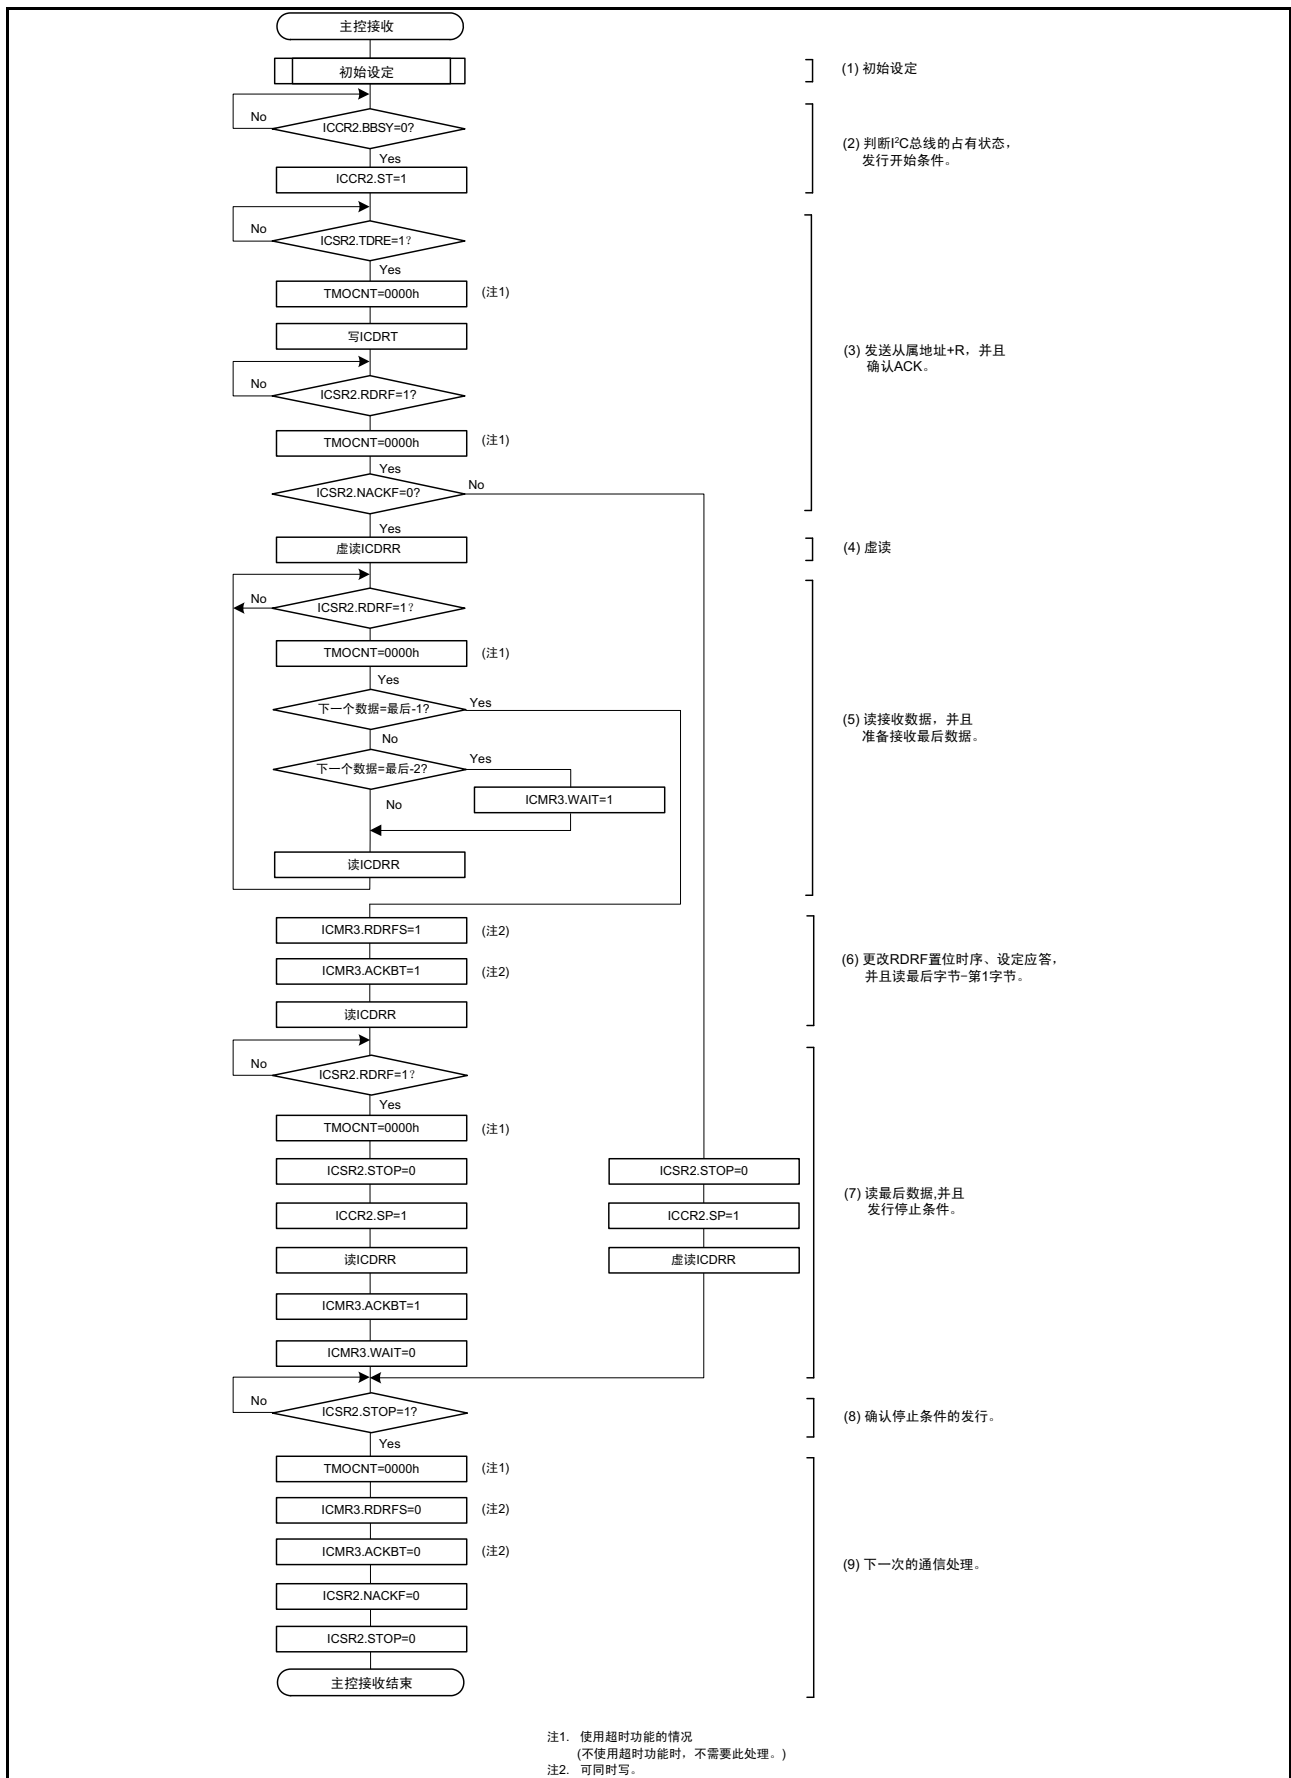 主控接收
初始设定
(1) 初始设定
No
ICCR2.BBSY=0?
Yes
ICCR2.ST=1
(2) 判断I²C总线的占有状态，
发行开始条件。
No
ICSR2.TDRE=1?
Yes
TMOCNT=0000h
(注1)
写ICDRT
No
ICSR2.RDRF=1?
TMOCNT=0000h
(注1)
Yes
ICSR2.NACKF=0?
No
(3) 发送从属地址+R，并且
确认ACK。
Yes
虚读ICDRR
(4) 虚读
No
ICSR2.RDRF=1?
TMOCNT=0000h
(注1)
Yes
下一个数据=最后-1?
Yes
No
下一个数据=最后-2?
Yes
ICMR3.WAIT=1
No
读ICDRR
(5) 读接收数据，并且
准备接收最后数据。
ICMR3.RDRFS=1
(注2)
ICMR3.ACKBT=1
(注2)
读ICDRR
(6) 更改RDRF置位时序、设定应答，
并且读最后字节−第1字节。
No
ICSR2.RDRF=1?
Yes
TMOCNT=0000h
(注1)
ICSR2.STOP=0
ICCR2.SP=1
读ICDRR
ICMR3.ACKBT=1
ICMR3.WAIT=0
ICSR2.STOP=0
ICCR2.SP=1
虚读ICDRR
(7) 读最后数据,并且
发行停止条件。
No
ICSR2.STOP=1?
Yes
(8) 确认停止条件的发行。
TMOCNT=0000h
(注1)
ICMR3.RDRFS=0
(注2)
ICMR3.ACKBT=0
(注2)
ICSR2.NACKF=0
ICSR2.STOP=0
(9) 下一次的通信处理。
主控接收结束
注1. 使用超时功能的情况
(不使用超时功能时，不需要此处理。)
注2. 可同时写。